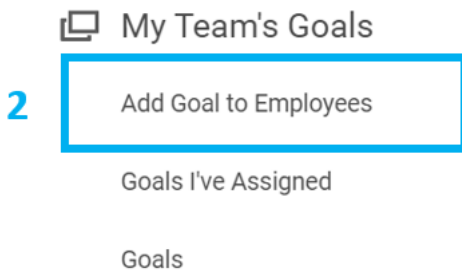 My Team's Goals
2
Add Goal to Employees
Goals I've Assigned
Goals